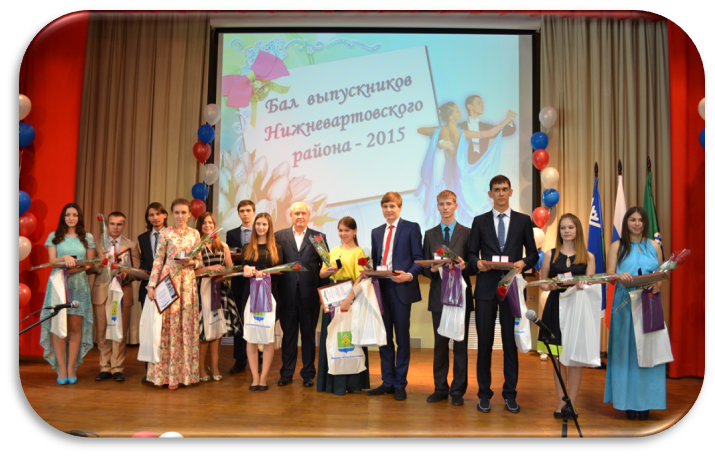 Бал выпускников
Нижневартовского
района - 2015